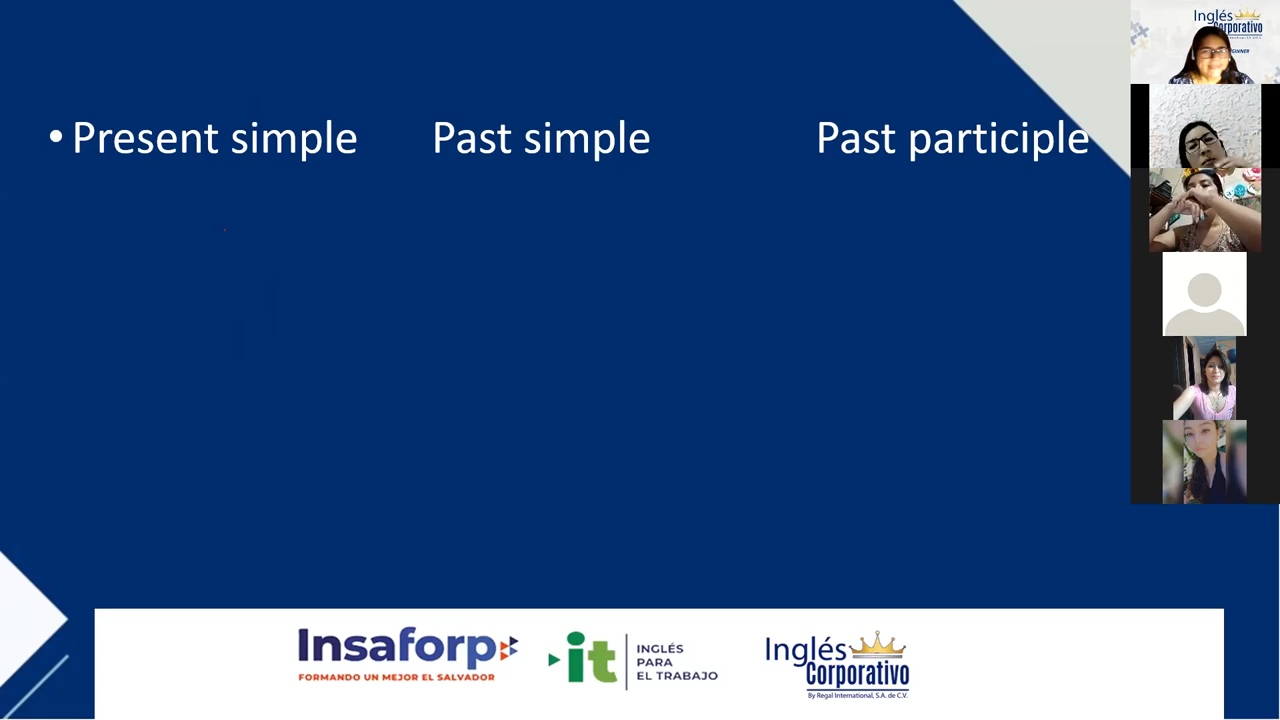 • Present simple Past simple Past participle
Inglés
Corporativo
Insaforp
FORMANDO UN MEJOR EL SALVADOR
it
INGLÉS
PARA
EL TRABAJO
Inglés
Corporativo
By Regal International, S.A. de C.V.